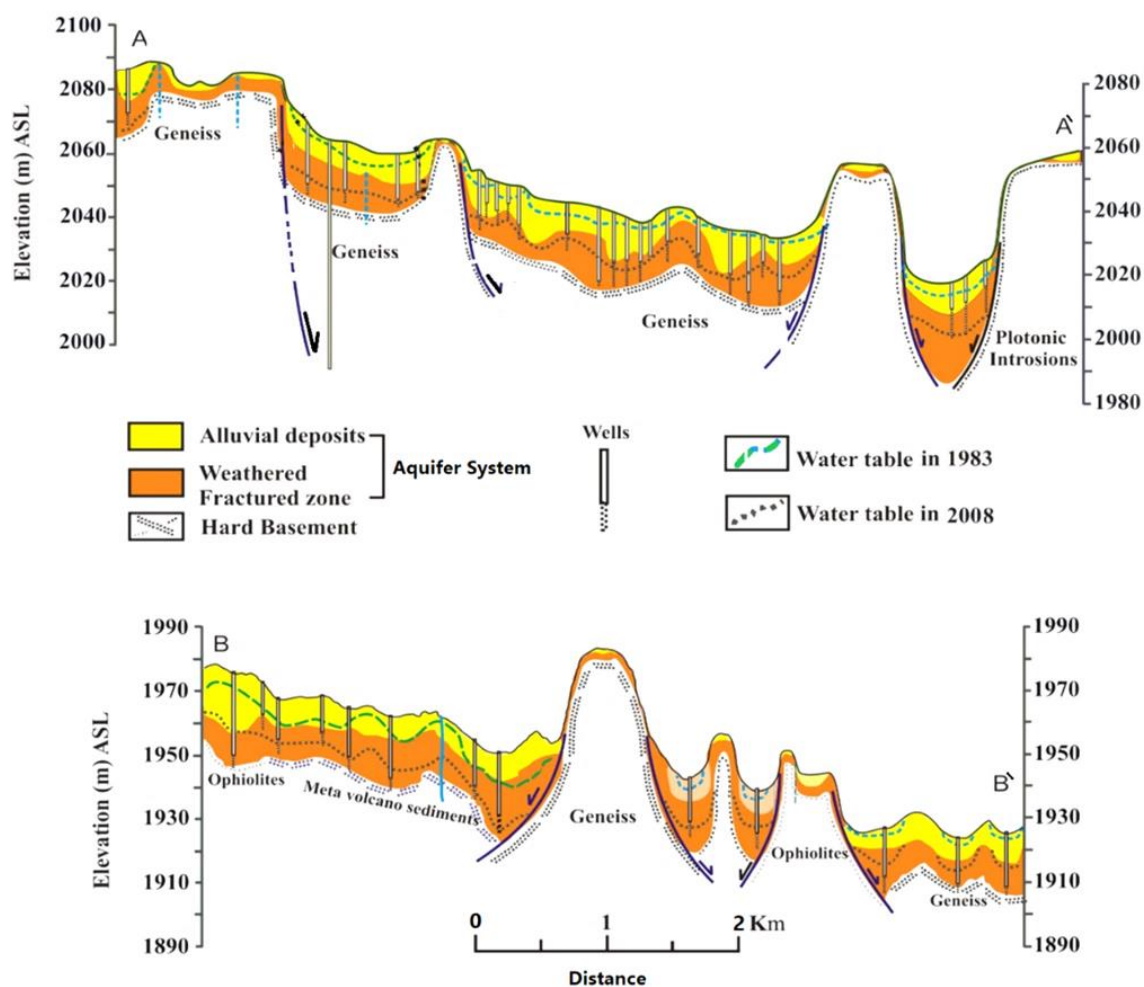 2100
A
2080
2060
2040
2020
2000
Elevation (m) ASL
Geneiss
Geneiss
Geneiss
A`
2080
2060
2040
2020
2000
1980
Plotonic
Introsions
Alluvial deposits
Weathered
Fractured zone
Aquifer System
Hard Basement
Wells
Water table in 1983
Water table in 2008
1990
B
1970
1950
1930
1910
1890
Elevation (m) ASL
Ophiolites
Meta volcano sediments
Geneiss
Ophiolites
Geneiss
B`
1990
1970
1950
1930
1910
1890
0 1 2 Km
Distance